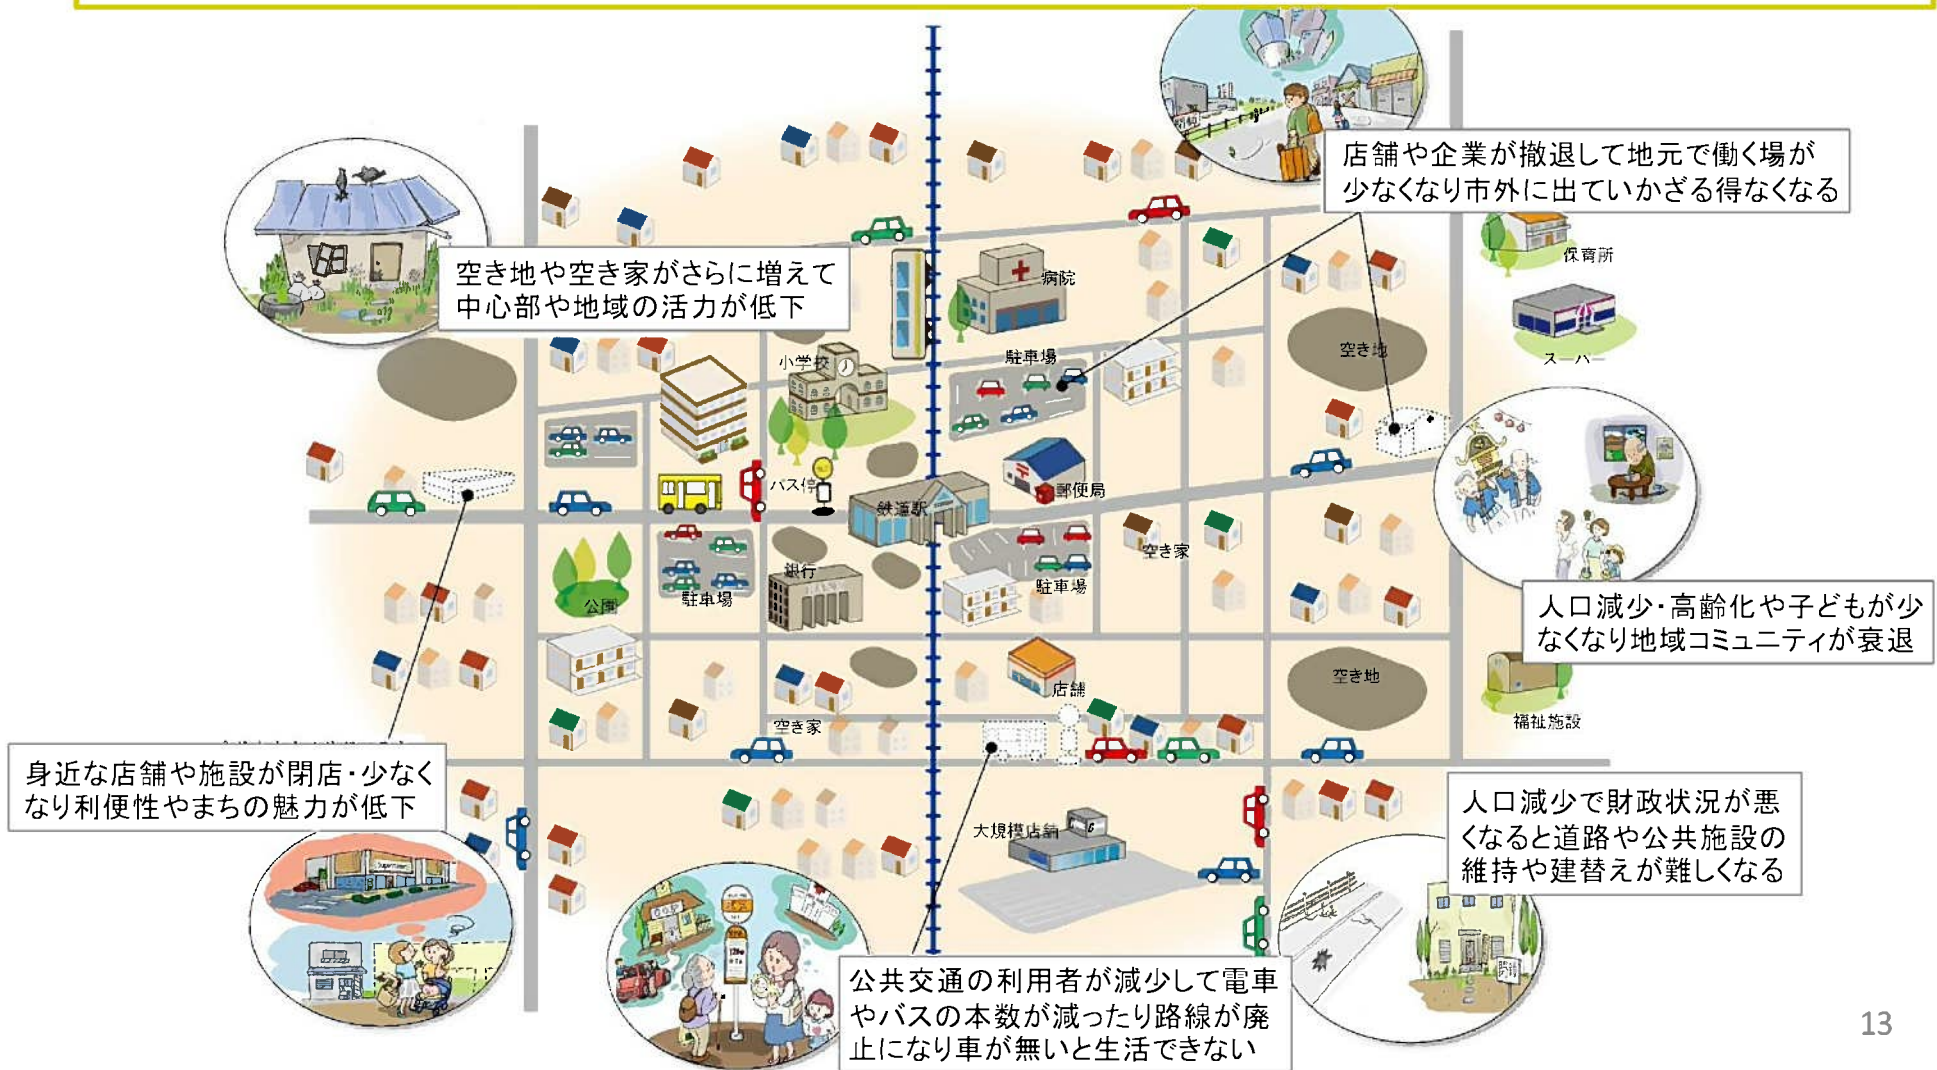 店舗や企業が撤退して地元で働く場が
少なくなり市外に出ていかざる得なくなる
保育所
空き地や空き家がさらに増えて
中心部や地域の活力が低下
病院
小学校
駐車場
空き地
スーパー
バス停
鉄道駅
郵便局
空き家
銀行
公園
駐車場
駐車場
人口減少・高齢化や子どもが少
なくなり地域コミュニティが衰退
空き地
店舗
福祉施設
空き家
身近な店舗や施設が閉店・少なく
なり利便性やまちの魅力が低下
人口減少で財政状況が悪
くなると道路や公共施設の
維持や建替えが難しくなる
大規模店舗
公共交通の利用者が減少して電車
やバスの本数が減ったり路線が廃
止になり車が無いと生活できない
13